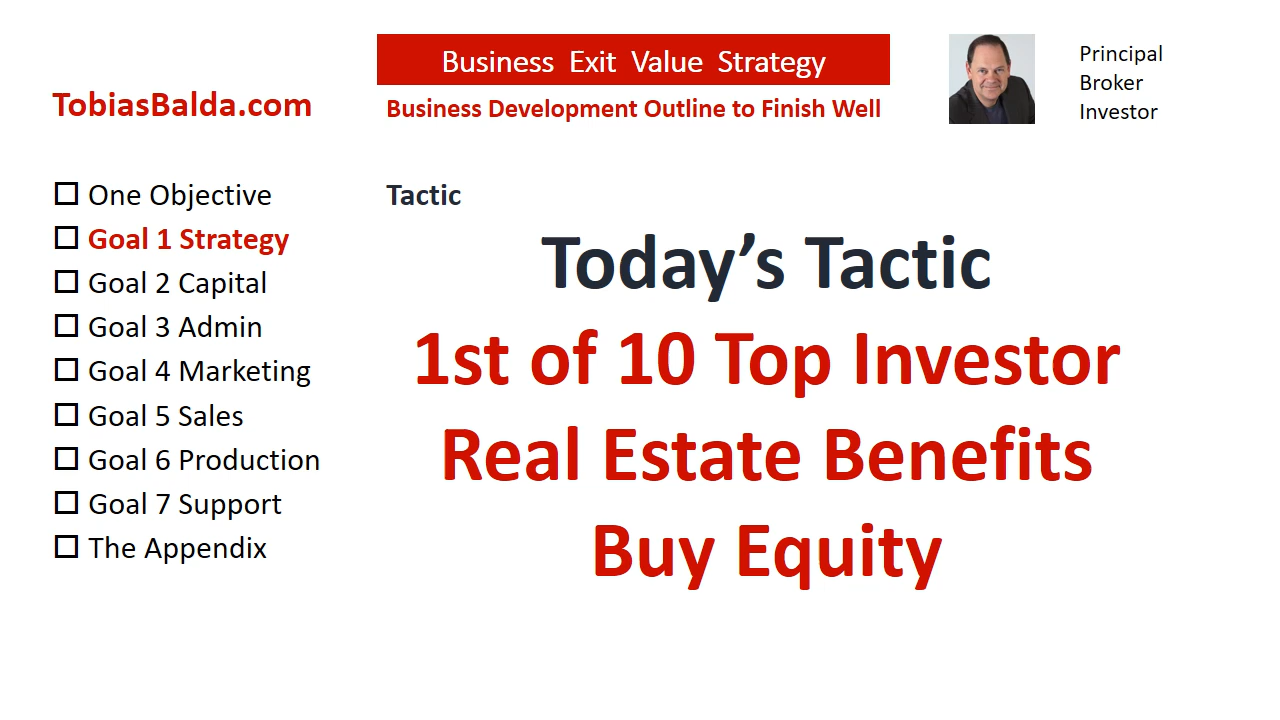 Business Exit Value Strategy
TobiasBalda.com
Business Development Outline to Finish Well
Principal
Broker
Investor
One Objective
Goal 1 Strategy
Goal 2 Capital
Goal 3 Admin
Goal 4 Marketing
Goal 5 Sales
Goal 6 Production
Goal 7 Support
The Appendix
Tactic
Today’s Tactic
1st of 10 Top Investor
Real Estate Benefits
Buy Equity